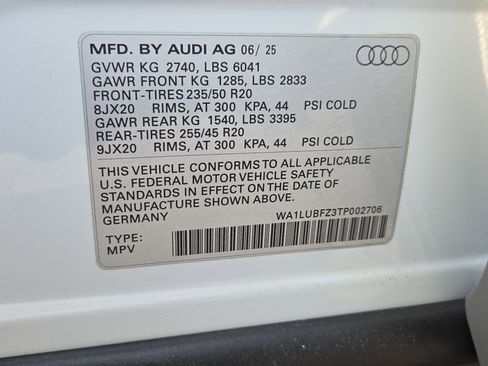 MFD. BY AUDI AG 06/ 25
GVWR KG 2740, LBS 6041
GAWR FRONT KG 1285, LBS 2833
FRONT-TIRES 235/50 R20
8JX20 RIMS, AT 300 KPA, 44 PSI COLD
GAWR REAR KG 1540, LBS 3395
REAR-TIRES 255/45 R20
9JX20 RIMS, AT 300 KPA, 44 PSI COLD
THIS VEHICLE CONFORMS TO ALL APPLICABLE
U.S. FEDERAL MOTOR VEHICLE SAFETY
STANDARDS IN EFFECT ON THE DATE OF
MANUFACTURE SHOWN ABOVE.
GERMANY WA1LUBFZ3TP002706
TYPE:
MPV